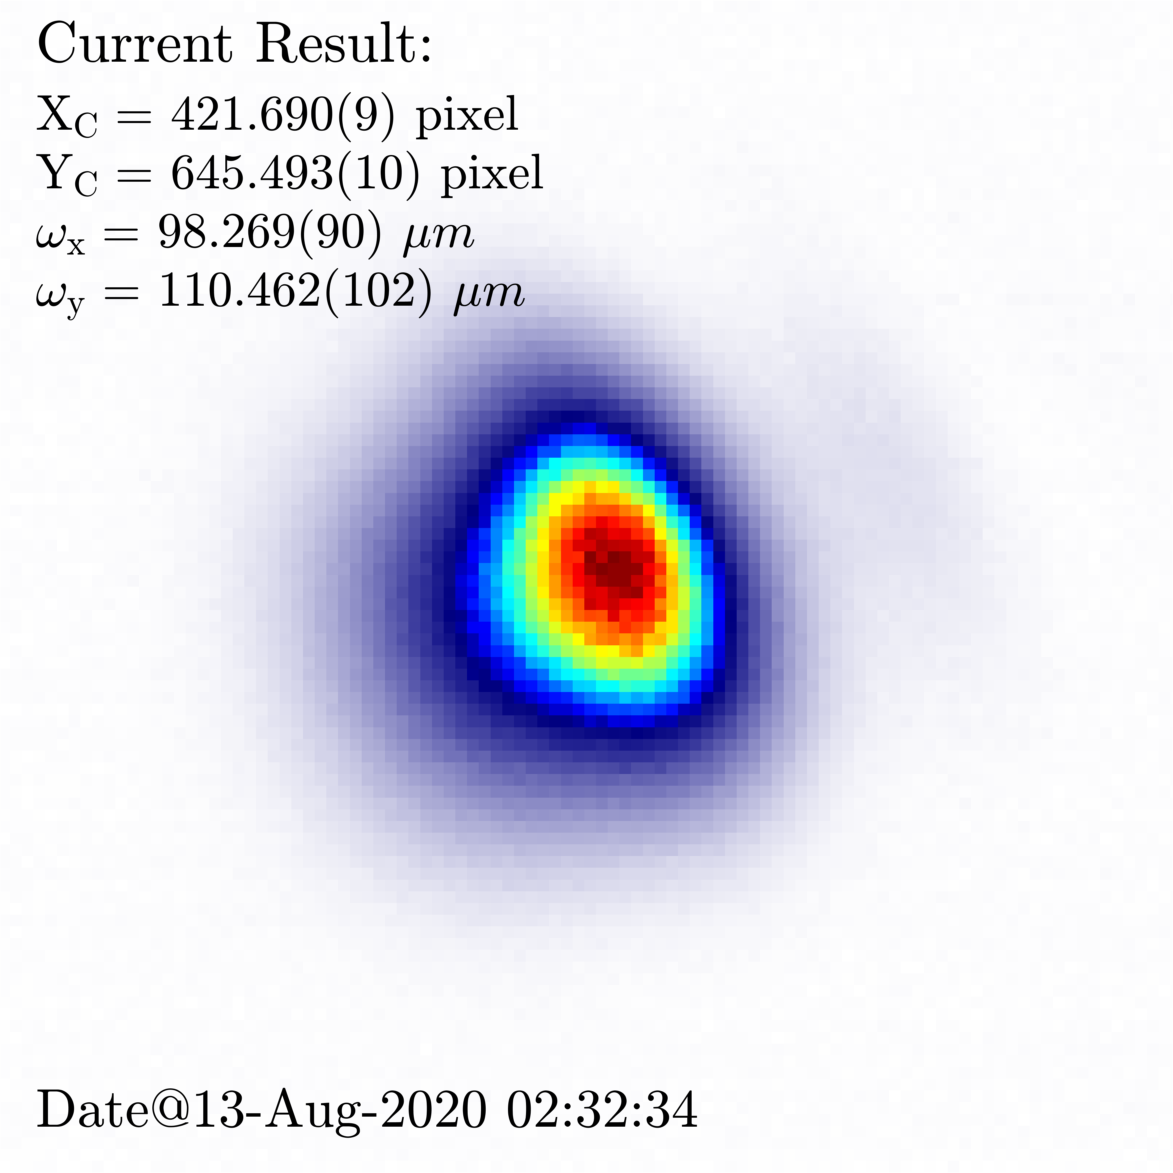 Current Result:
X_C = 421.690(9) pixel
Y_C = 645.493(10) pixel
ω_x = 98.269(90) μm
ω_y = 110.462(102) μm
Date@13-Aug-2020 02:32:34